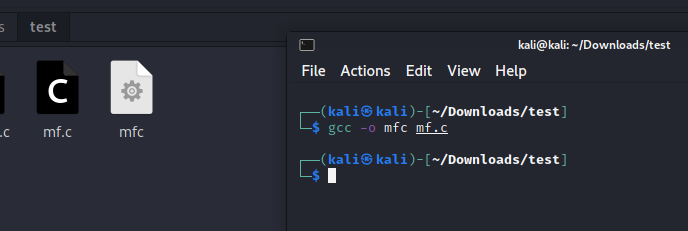 s test
kali@kali: ~/Downloads/test
File Actions Edit View Help
C
mf.c mfc
┌──(kali㉿kali)-[~/Downloads/test]
└─$ gcc -o mfc mf.c
┌──(kali㉿kali)-[~/Downloads/test]
└─$